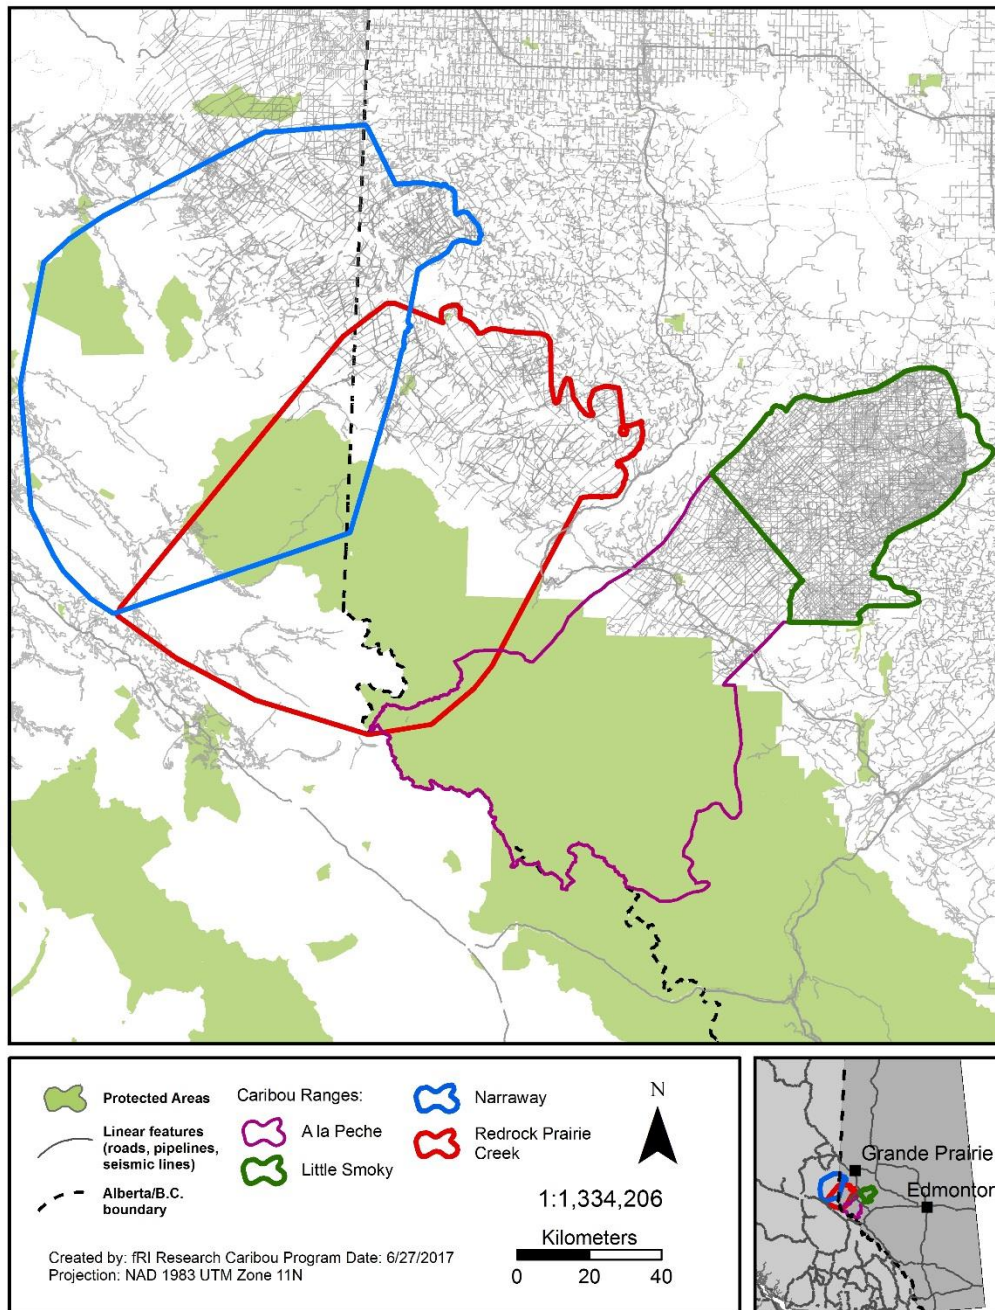 Protected Areas
Linear features
(roads, pipelines,
seismic lines)
Alberta/B.C.
boundary
Caribou Ranges:
A la Peche
Little Smoky
Narraway
Redrock Prairie
Creek
N
1:1,334,206
Kilometers
0 20 40
Created by: fRI Research Caribou Program Date: 6/27/2017
Projection: NAD 1983 UTM Zone 11N
Grande Prairie
Edmonton